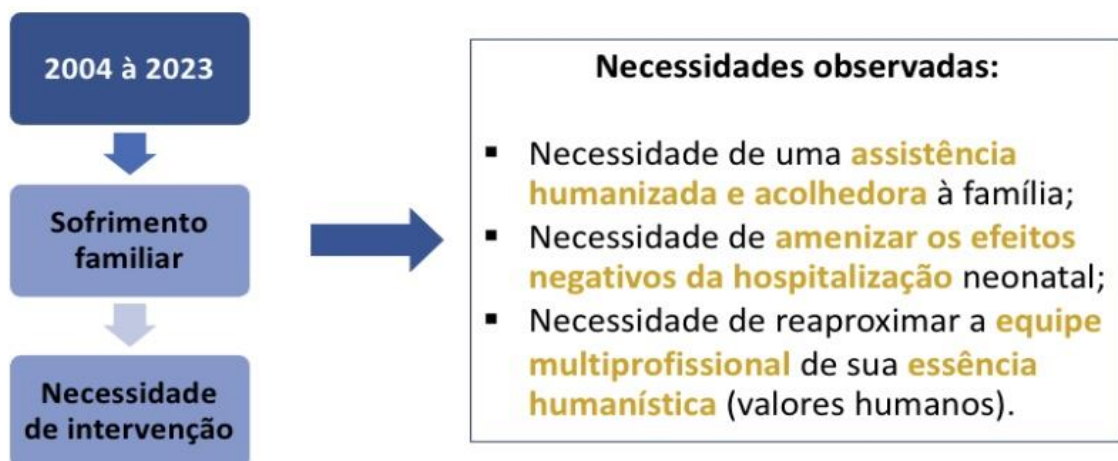 2004 à 2023
Sofrimento
familiar
Necessidade
de intervenção
Necessidades observadas:
▪ Necessidade de uma assistência
humanizada e acolhedora à família;
▪ Necessidade de amenizar os efeitos
negativos da hospitalização neonatal;
▪ Necessidade de reaproximar a equipe
multiprofissional de sua essência
humanística (valores humanos).